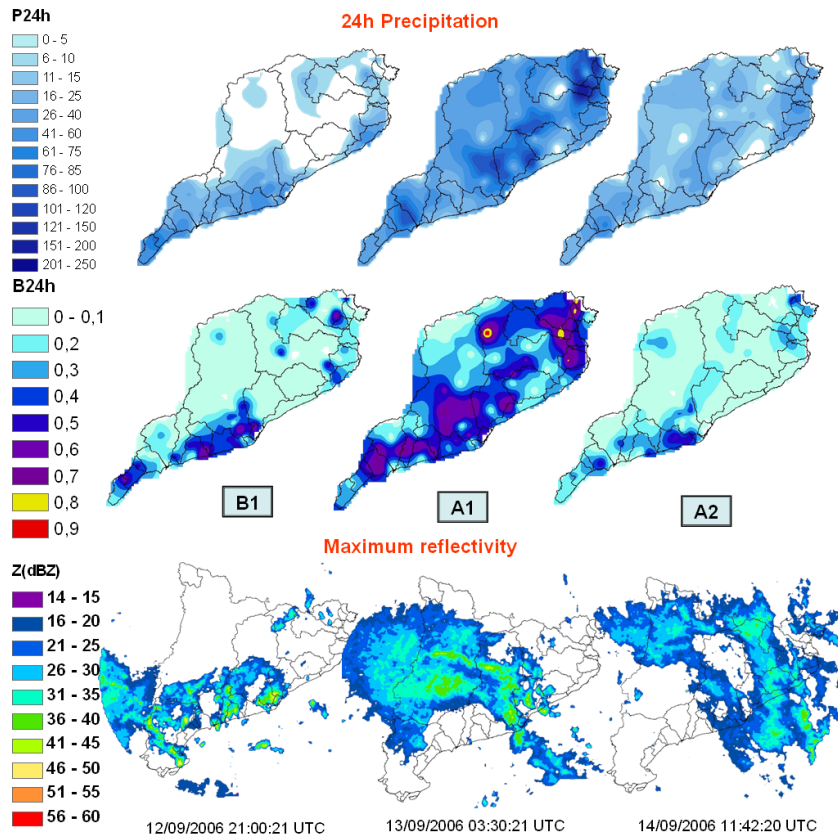 P24h
24h Precipitation
0 - 5
6 - 10
11 - 15
16 - 25
26 - 40
41 - 60
61 - 75
76 - 85
86 - 100
101 - 120
121 - 150
151 - 200
201 - 250
B24h
0 - 0,1
0,2
0,3
0,4
0,5
0,6
0,7
0,8
0,9
B1
A1
A2
Maximum reflectivity
Z(dBZ)
14 - 15
16 - 20
21 - 25
26 - 30
31 - 35
36 - 40
41 - 45
46 - 50
51 - 55
56 - 60
12/09/2006 21:00:21 UTC
13/09/2006 03:30:21 UTC
14/09/2006 11:42:20 UTC